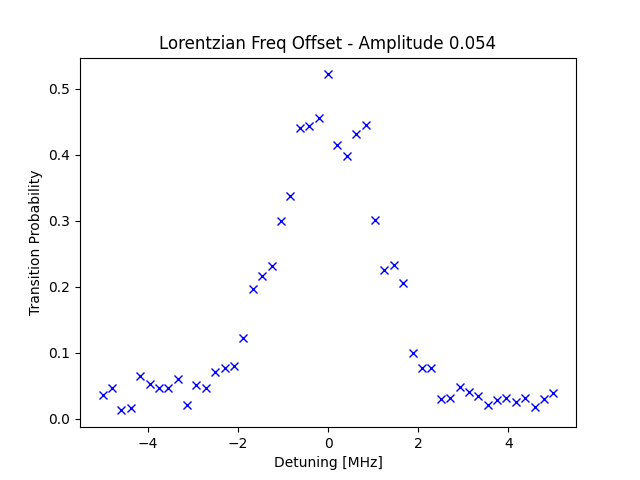 Lorentzian Freq Offset - Amplitude 0.054
0.5
0.4
0.3
0.2
0.1
0.0
Transition Probability
−4 −2 0 2 4
Detuning [MHz]